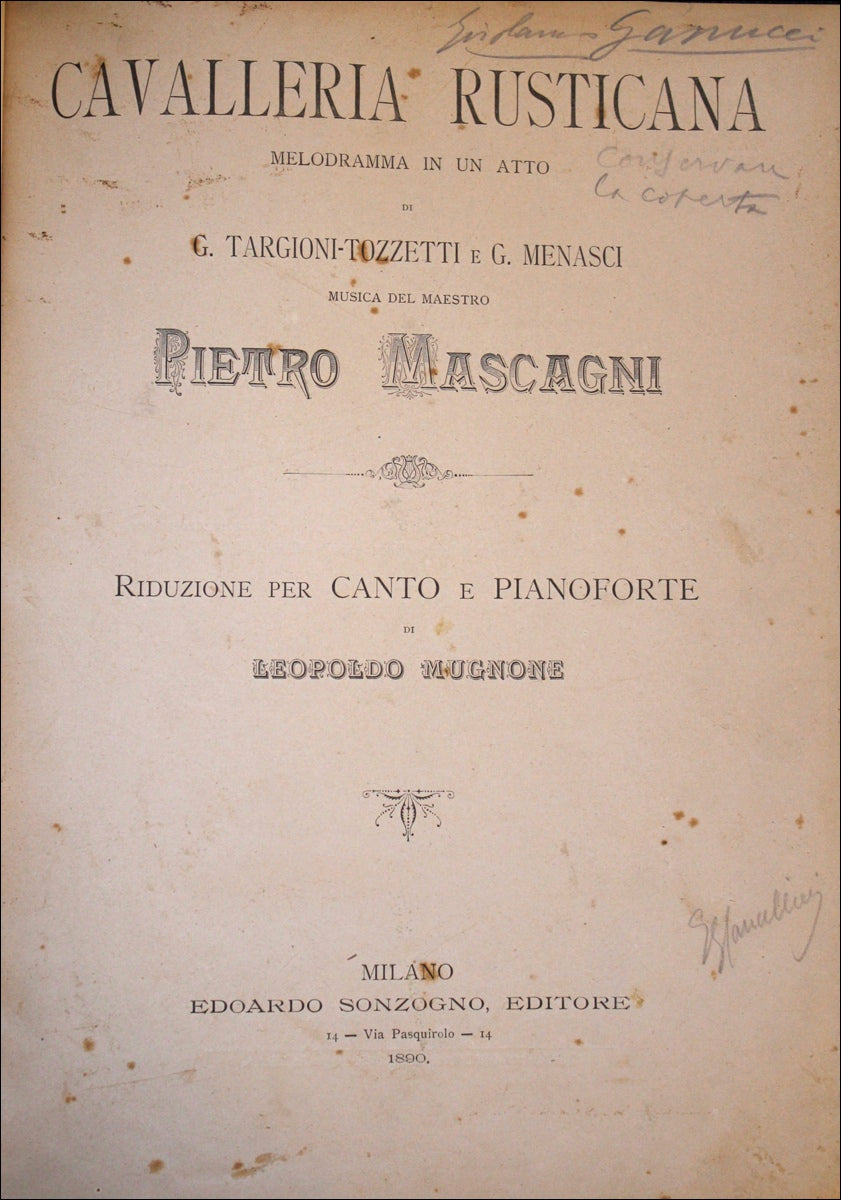 Gannucci
CAVALLERIA RUSTICANA
MELODRAMMA IN UN ATTO
conservare
la coperta
DI
G. TARGIONI-TOZZETTI E G. MENASCI
MUSICA DEL MAESTRO
PIETRO MASCAGNI
RIDUZIONE PER CANTO E PIANOFORTE
DI
LEOPOLDO MUGNONE
MILANO
EDOARDO SONZOGNO, EDITORE
14 — Via Pasquirolo — 14
1890.